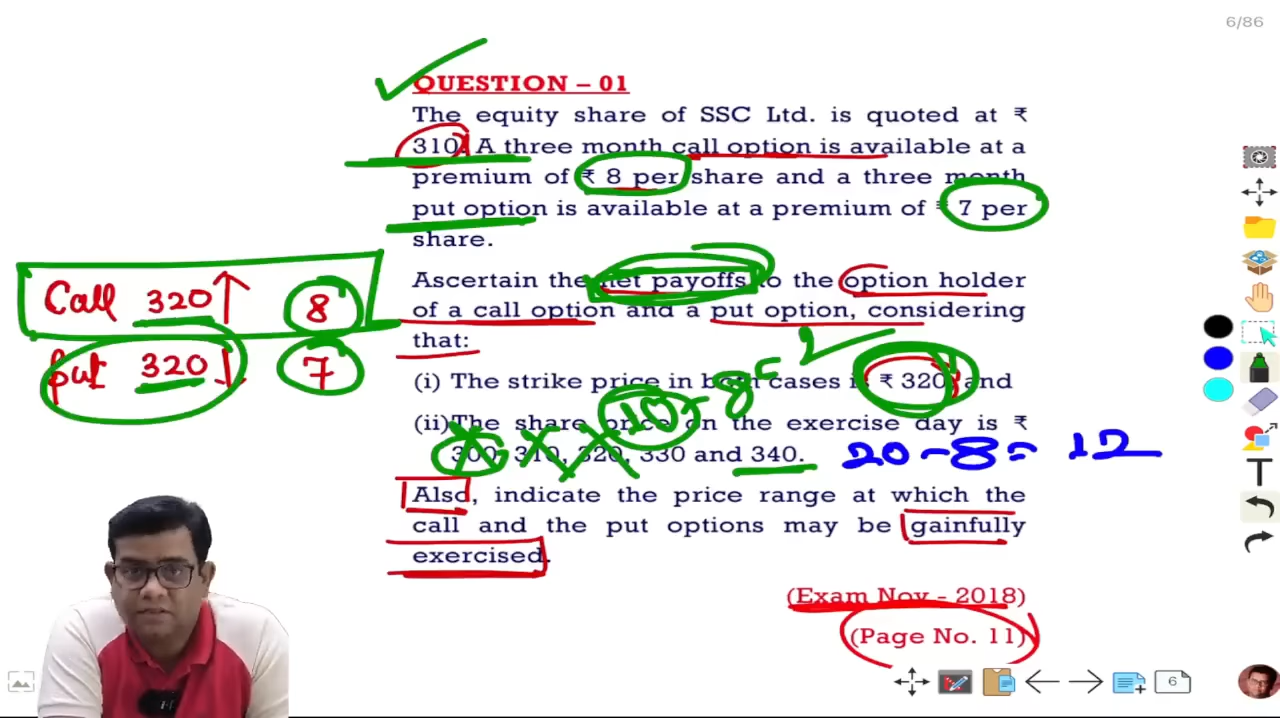 6/86
QUESTION – 01
The equity share of SSC Ltd. is quoted at ₹
310. A three month call option is available at a
premium of ₹ 8 per share and a three month
put option is available at a premium of ₹ 7 per
share.
Call 320 8
put 320 7
Ascertain the net payoffs to the option holder
of a call option and a put option, considering
that:
(i) The strike price in both cases is ₹ 320 and
10 - 8 = 2
(ii) The share price on the exercise day is ₹
300, 310, 320, 330 and 340.
20 - 8 = 12
Also, indicate the price range at which the
call and the put options may be gainfully
exercised.
(Exam Nov - 2018)
(Page No. 11)
T
6